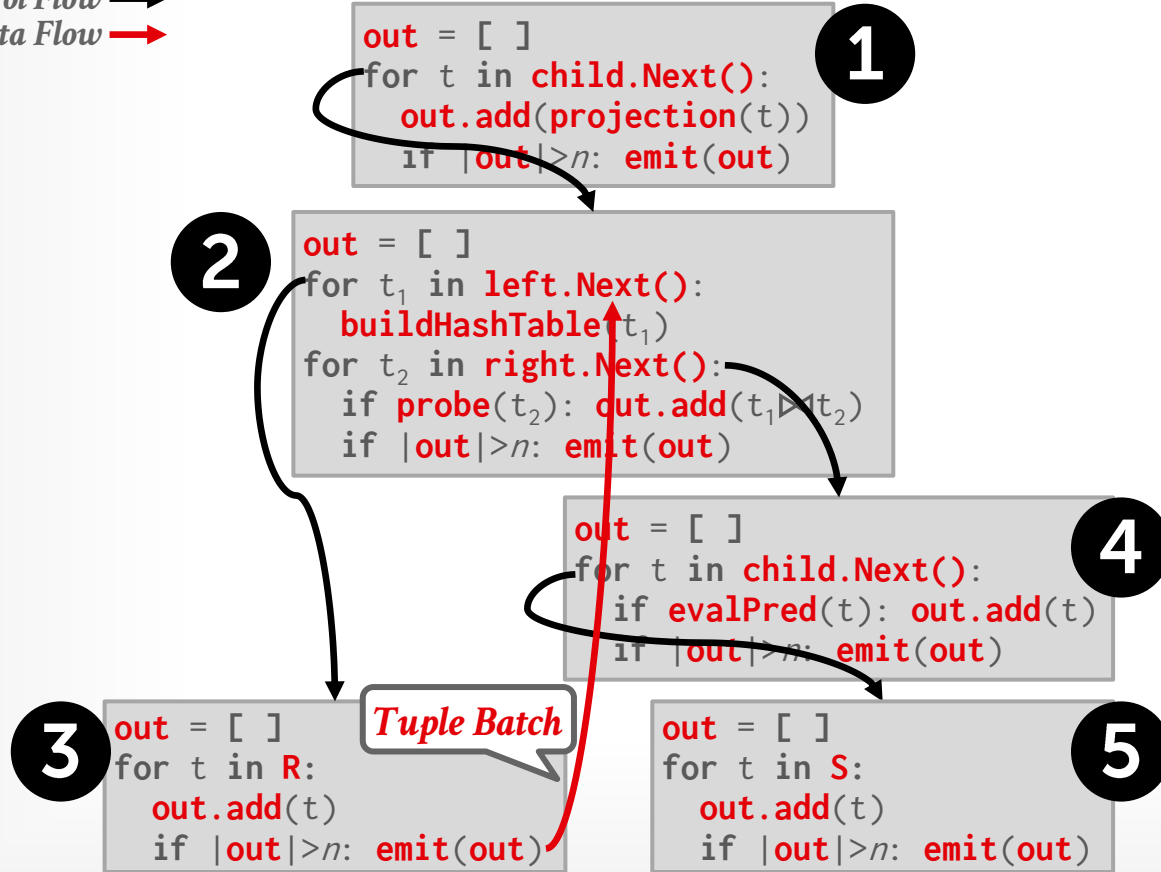 ol Flow
ta Flow
1
out = [ ]
for t in child.Next():
out.add(projection(t))
if |out|>n: emit(out)
2
out = [ ]
for t₁ in left.Next():
buildHashTable(t₁)
for t₂ in right.Next():
if probe(t₂): out.add(t₁⨝t₂)
if |out|>n: emit(out)
4
out = [ ]
for t in child.Next():
if evalPred(t): out.add(t)
if |out|>n: emit(out)
3
Tuple Batch
out = [ ]
for t in R:
out.add(t)
if |out|>n: emit(out)
5
out = [ ]
for t in S:
out.add(t)
if |out|>n: emit(out)